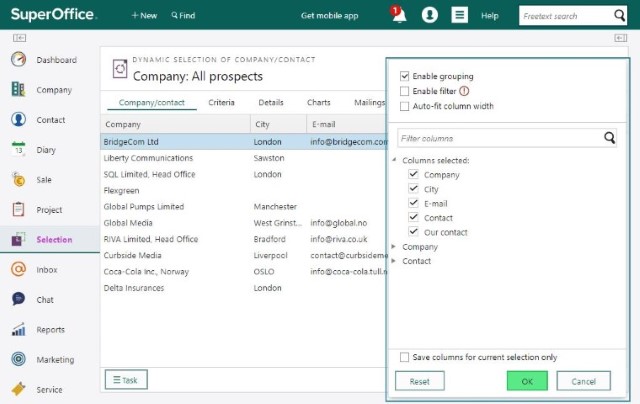 SuperOffice.
+ New
Find
Get mobile app
1
Help
Freetext search
Dashboard
Company
Contact
13
Diary
Sale
Project
Selection
Inbox
Chat
Reports
Marketing
Service
DYNAMIC SELECTION OF COMPANY/CONTACT
Company: All prospects
Company/contact Criteria Details Charts Mailings
Company City E-mail
BridgeCom Ltd London info@bridgecom.com
Liberty Communications Sawston
SQL Limited, Head Office London
Flexgreen
Global Pumps Limited Manchester
Global Media West Grinst... info@global.no
RIVA Limited, Head Office Bradford info@riva.co.uk
Curbside Media Liverpool contact@curbsideme
Coca-Cola Inc., Norway OSLO info@coca-cola.tull.n
Delta Insurances London
Task
Enable grouping
Enable filter
Auto-fit column width
Filter columns
Columns selected:
Company
City
E-mail
Contact
Our contact
Company
Contact
Save columns for current selection only
Reset OK Cancel